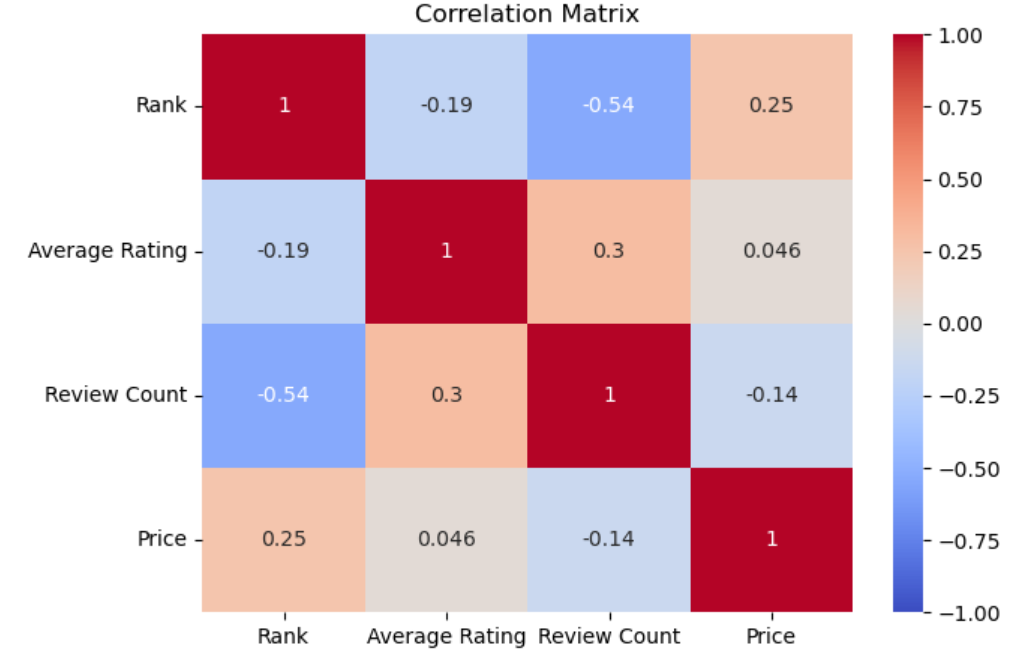 Correlation Matrix
Rank 1 -0.19 -0.54 0.25
Average Rating -0.19 1 0.3 0.046
Review Count -0.54 0.3 1 -0.14
Price 0.25 0.046 -0.14 1
Rank Average Rating Review Count Price
1.00
0.75
0.50
0.25
0.00
−0.25
−0.50
−0.75
−1.00